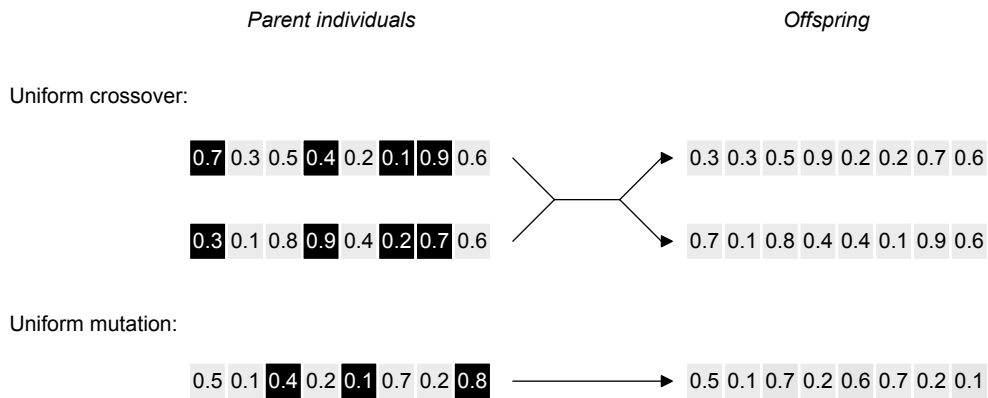 Parent individuals Offspring
Uniform crossover:
0.7 0.3 0.5 0.4 0.2 0.1 0.9 0.6 0.3 0.3 0.5 0.9 0.2 0.2 0.7 0.6
0.3 0.1 0.8 0.9 0.4 0.2 0.7 0.6 0.7 0.1 0.8 0.4 0.4 0.1 0.9 0.6
Uniform mutation:
0.5 0.1 0.4 0.2 0.1 0.7 0.2 0.8 0.5 0.1 0.7 0.2 0.6 0.7 0.2 0.1